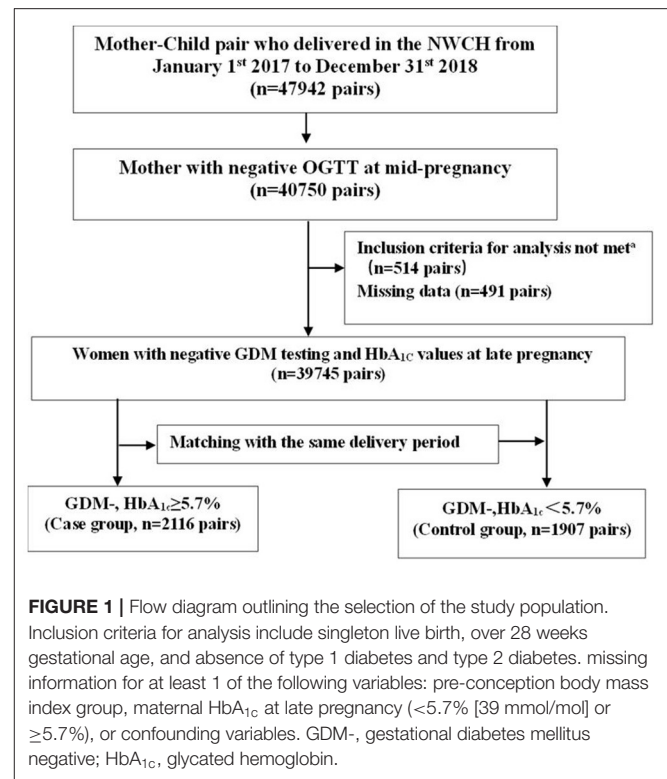 Mother-Child pair who delivered in the NWCH from
January 1st 2017 to December 31st 2018
(n=47942 pairs)
Mother with negative OGTT at mid-pregnancy
(n=40750 pairs)
Inclusion criteria for analysis not metª
(n=514 pairs)
Missing data (n=491 pairs)
Women with negative GDM testing and HbA1C values at late pregnancy
(n=39745 pairs)
Matching with the same delivery period
GDM-, HbA1c≥5.7%
(Case group, n=2116 pairs)
GDM-,HbA1c<5.7%
(Control group, n=1907 pairs)
FIGURE 1 | Flow diagram outlining the selection of the study population.
Inclusion criteria for analysis include singleton live birth, over 28 weeks
gestational age, and absence of type 1 diabetes and type 2 diabetes. missing
information for at least 1 of the following variables: pre-conception body mass
index group, maternal HbA1c at late pregnancy (<5.7% [39 mmol/mol] or
≥5.7%), or confounding variables. GDM-, gestational diabetes mellitus
negative; HbA1c, glycated hemoglobin.